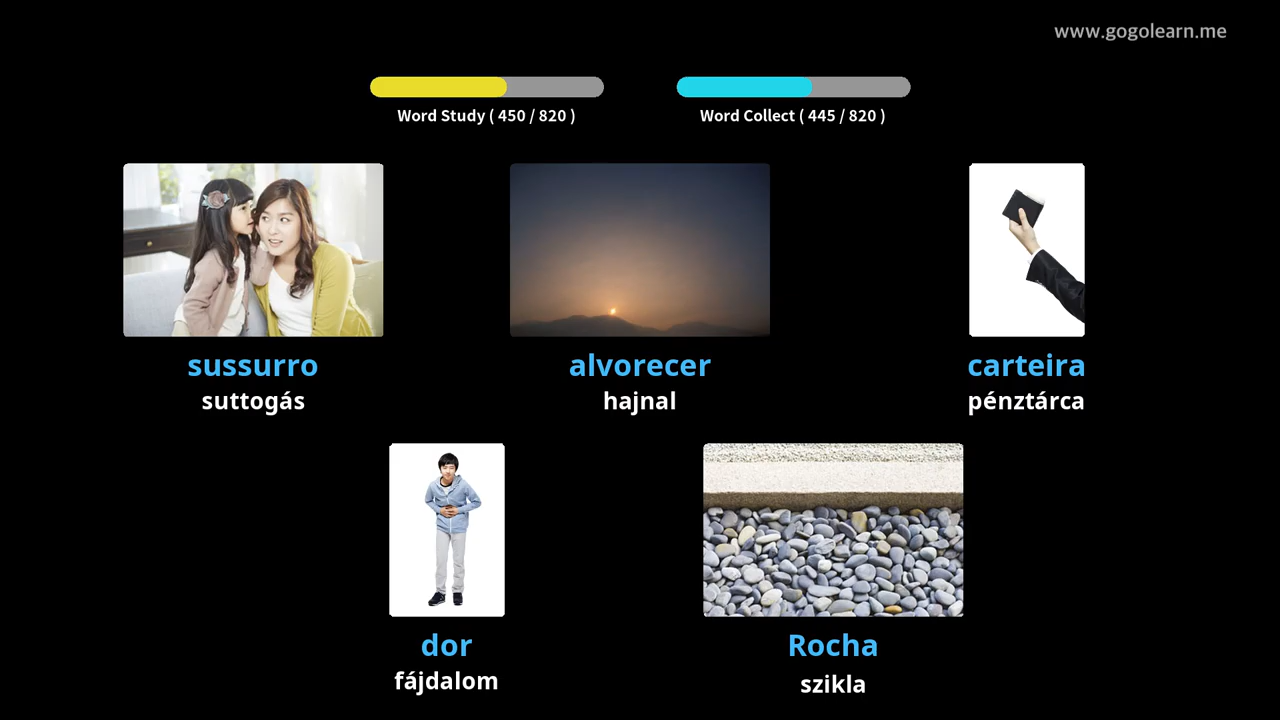 www.gogolearn.me
Word Study ( 450 / 820 )
Word Collect ( 445 / 820 )
sussurro
suttogás
alvorecer
hajnal
carteira
pénztárca
dor
fájdalom
Rocha
szikla